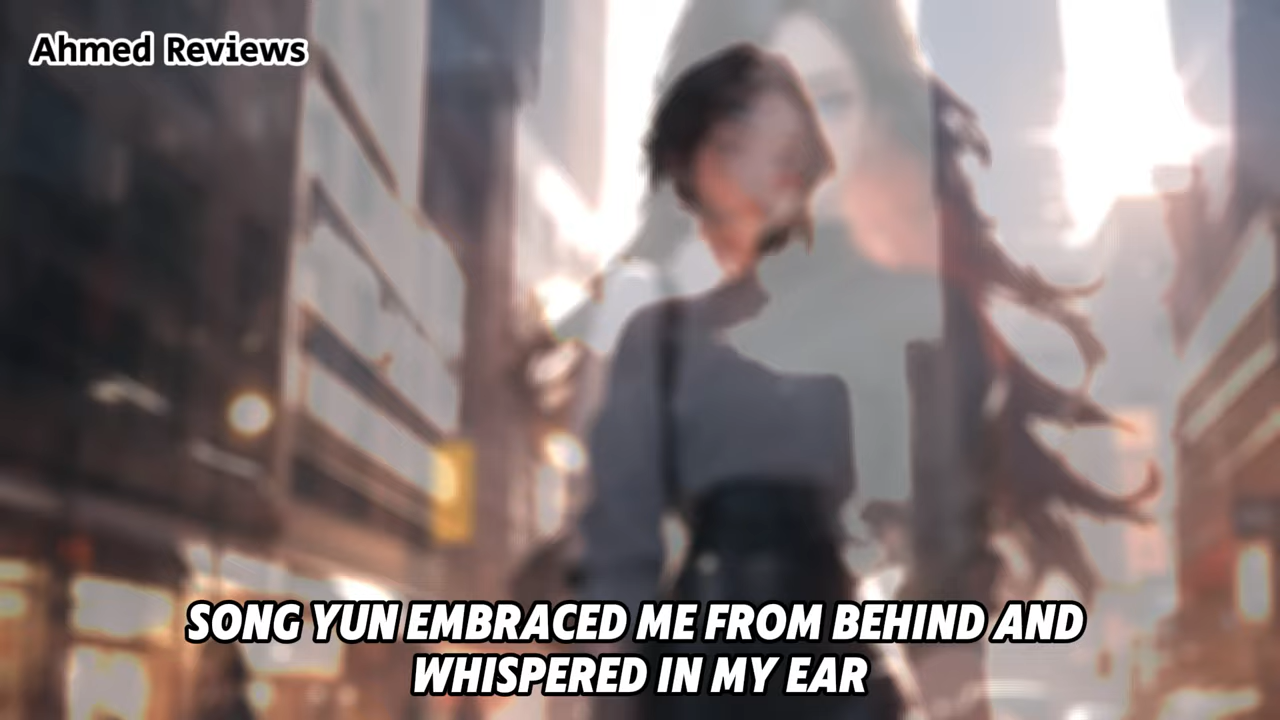 Ahmed Reviews
SONG YUN EMBRACED ME FROM BEHIND AND
WHISPERED IN MY EAR